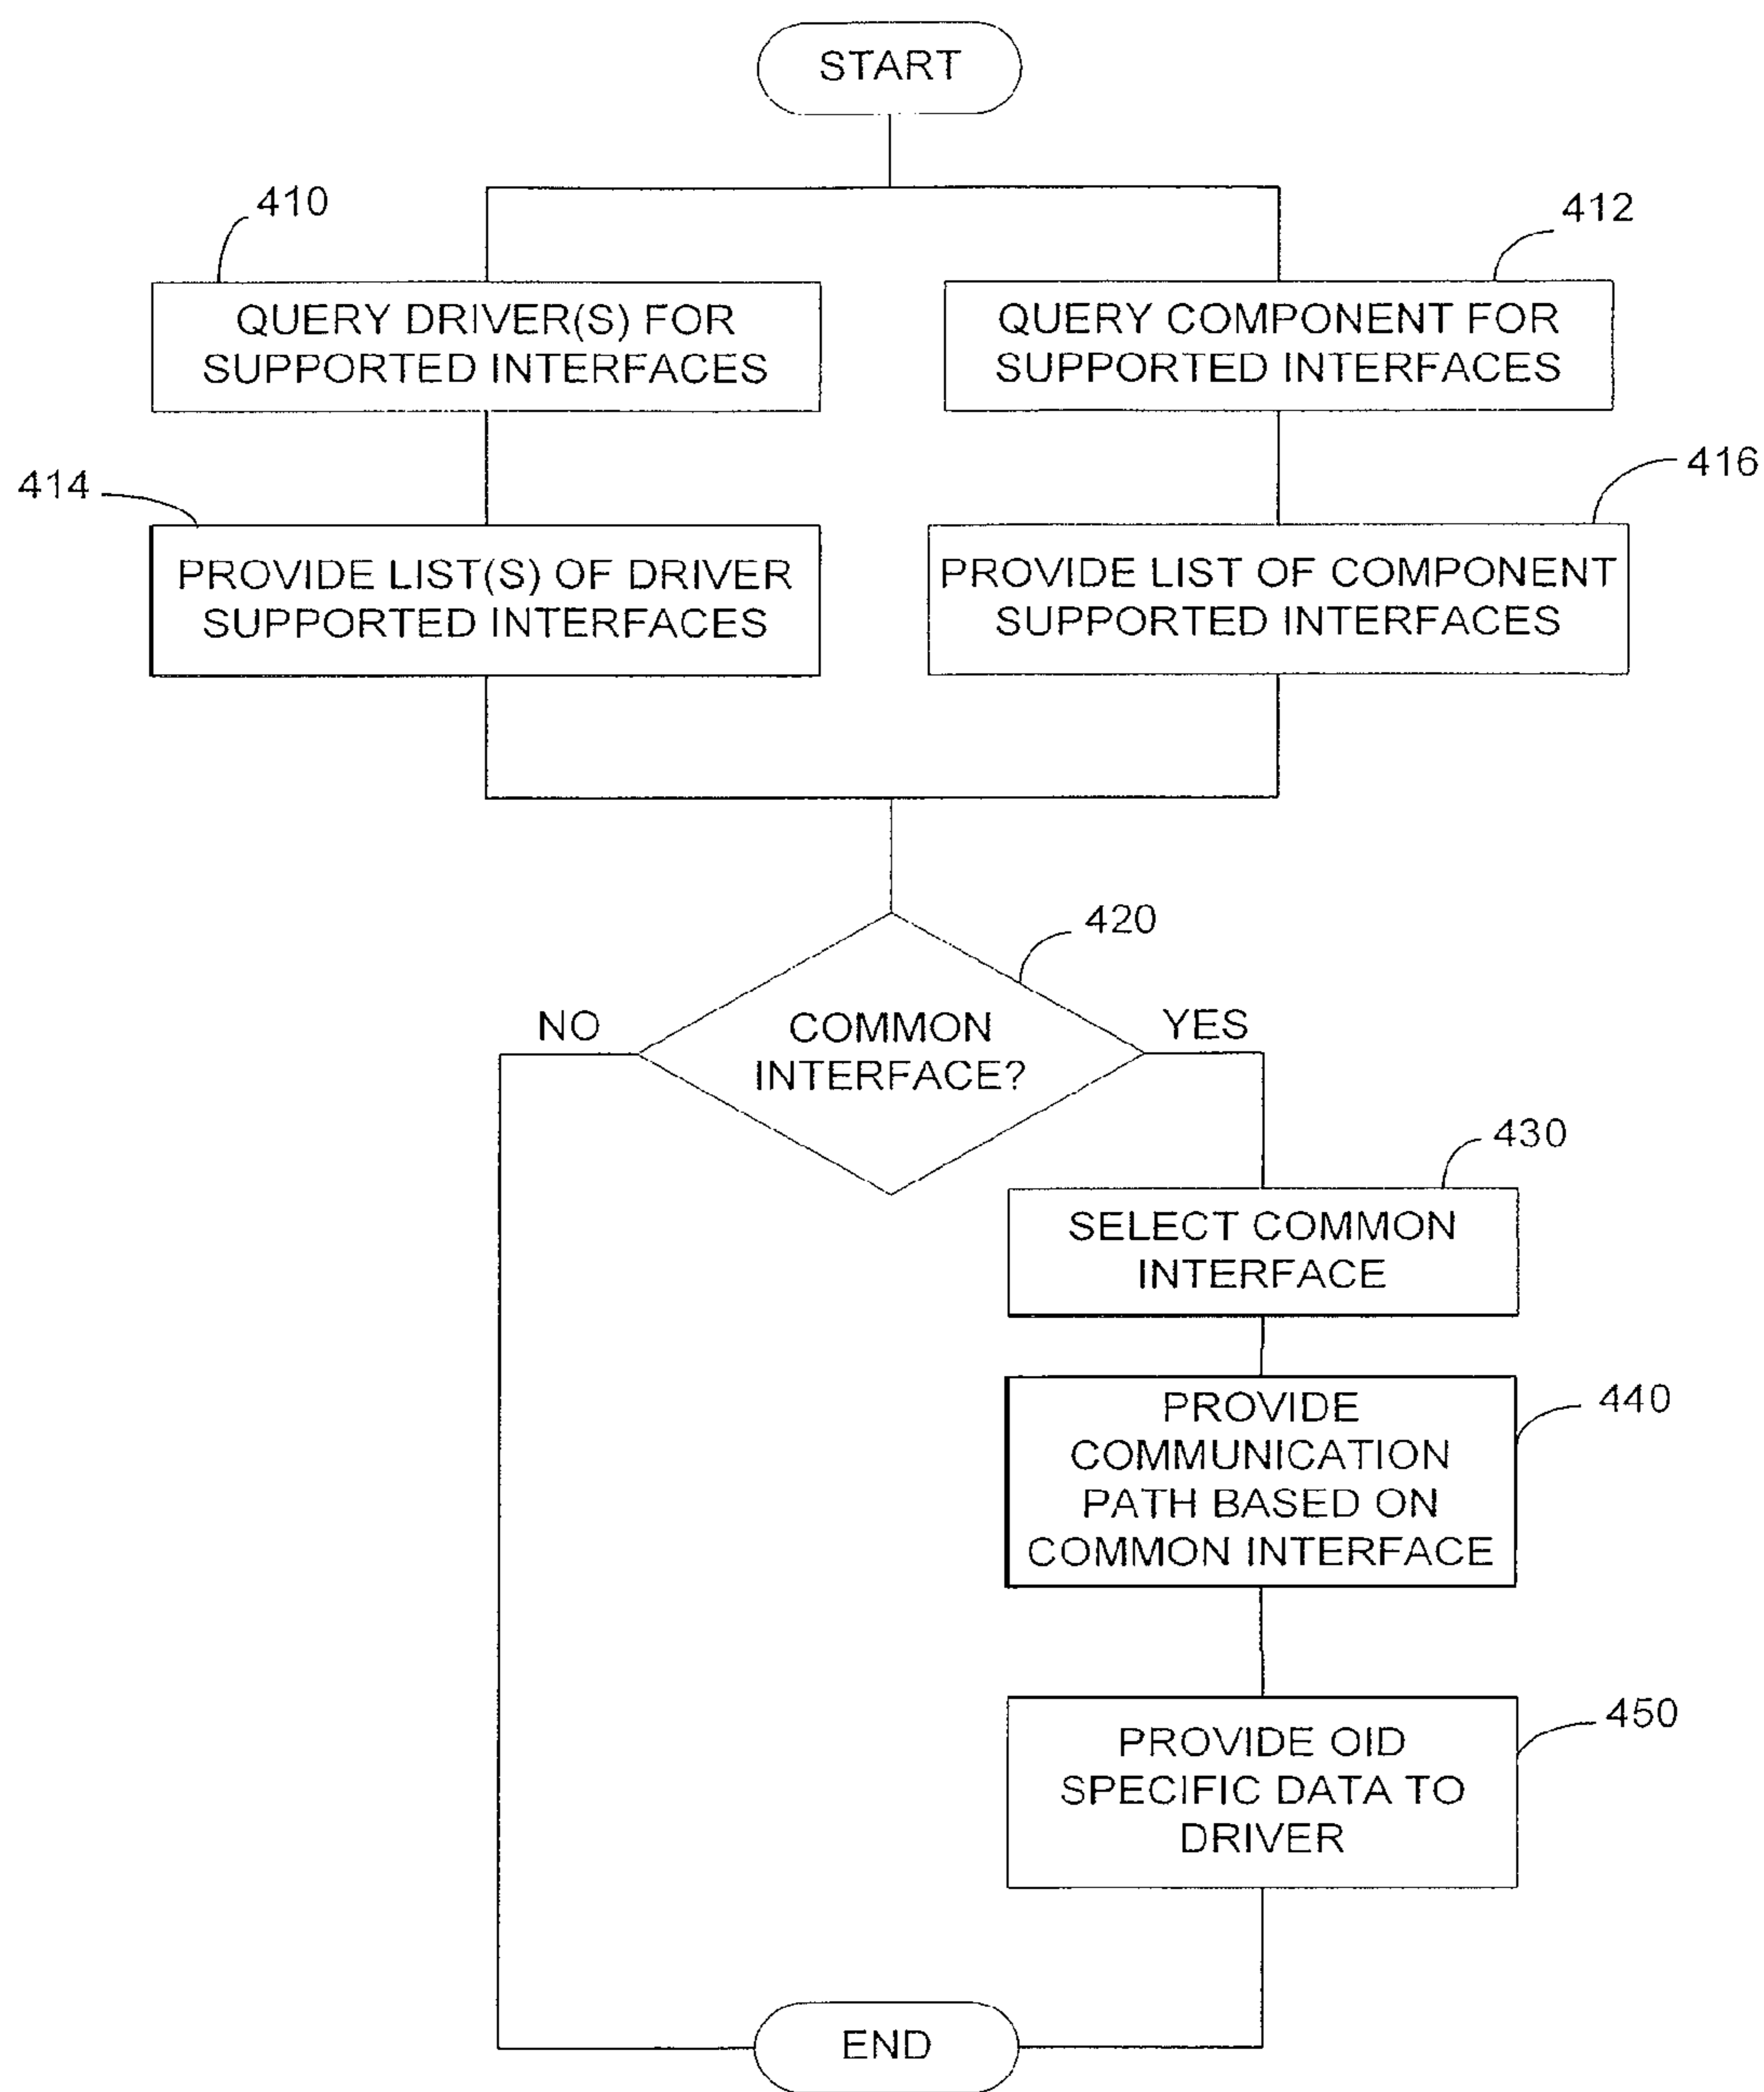 START
410
412
QUERY DRIVER(S) FOR
SUPPORTED INTERFACES
QUERY COMPONENT FOR
SUPPORTED INTERFACES
414
416
PROVIDE LIST(S) OF DRIVER
SUPPORTED INTERFACES
PROVIDE LIST OF COMPONENT
SUPPORTED INTERFACES
420
NO
COMMON
INTERFACE?
YES
430
SELECT COMMON
INTERFACE
440
PROVIDE
COMMUNICATION
PATH BASED ON
COMMON INTERFACE
450
PROVIDE OID
SPECIFIC DATA TO
DRIVER
END